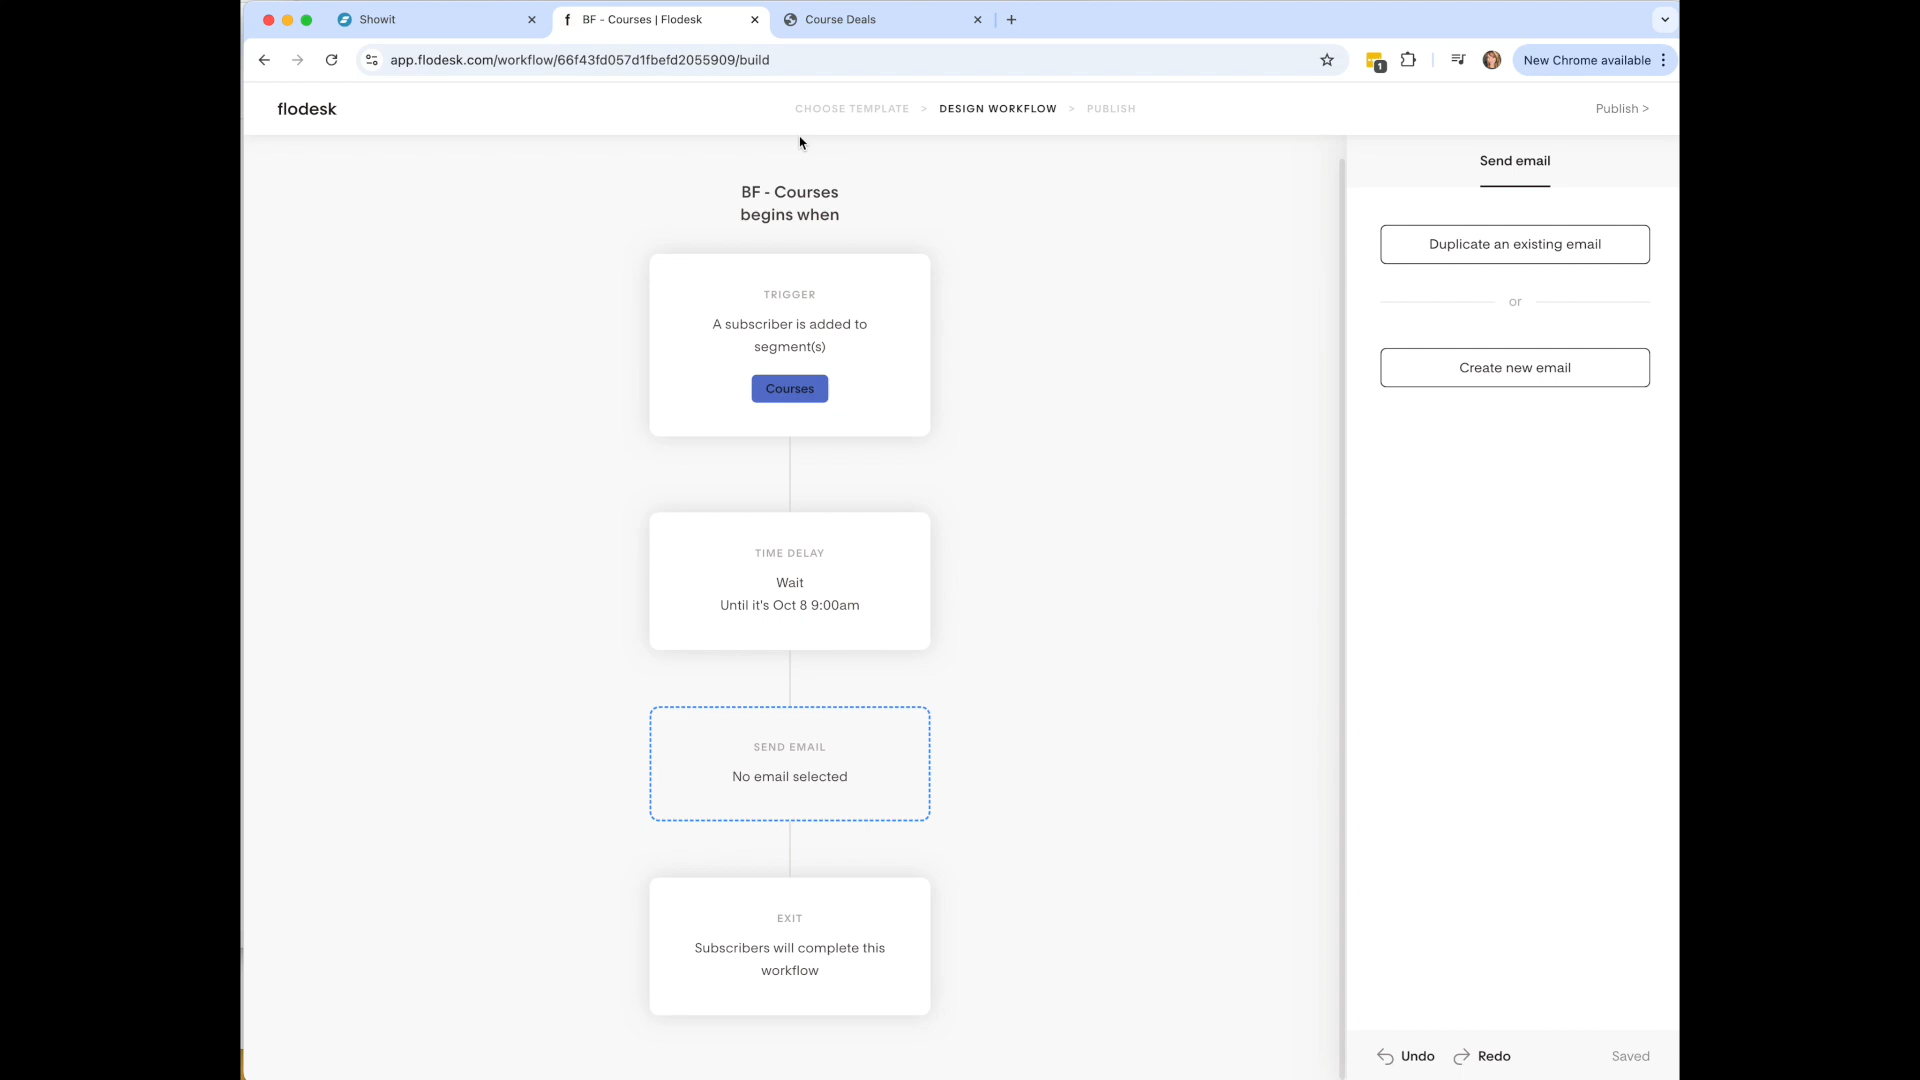 Showit
f BF - Courses | Flodesk
Course Deals
app.flodesk.com/workflow/66f43fd057d1fbefd2055909/build
1
New Chrome available
flodesk
CHOOSE TEMPLATE > DESIGN WORKFLOW > PUBLISH
Publish >
BF - Courses
begins when
TRIGGER
A subscriber is added to
segment(s)
Courses
TIME DELAY
Wait
Until it's Oct 8 9:00am
SEND EMAIL
No email selected
EXIT
Subscribers will complete this
workflow
Send email
Duplicate an existing email
or
Create new email
Undo
Redo
Saved